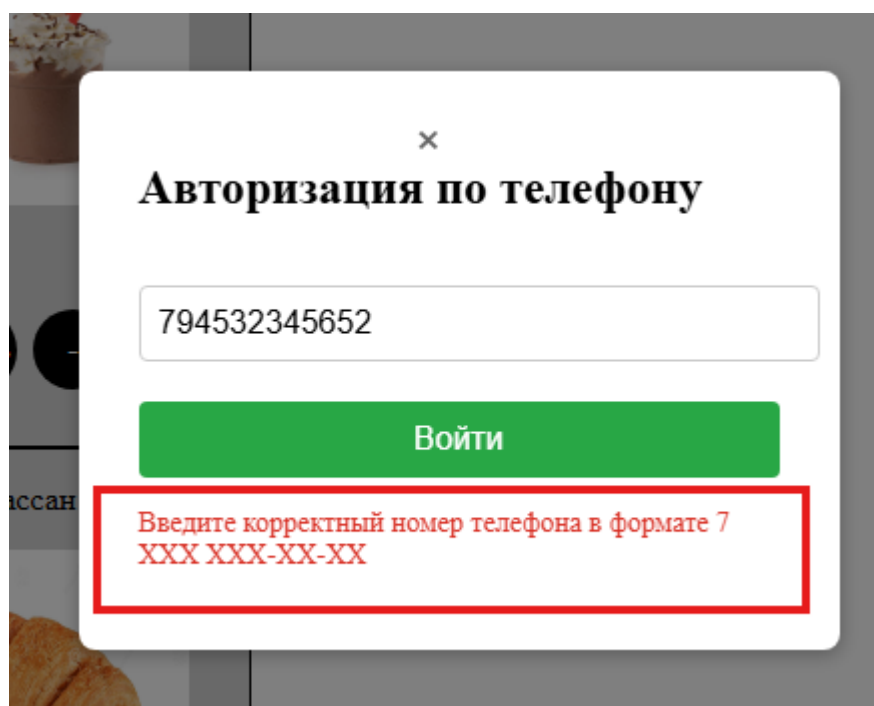 ×
Авторизация по телефону
794532345652
Войти
ассан
Введите корректный номер телефона в формате 7
XXX XXX-XX-XX